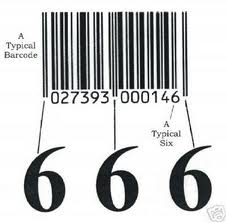 A
Typical
Barcode
027393 000146
A
Typical
Six
6 6 6